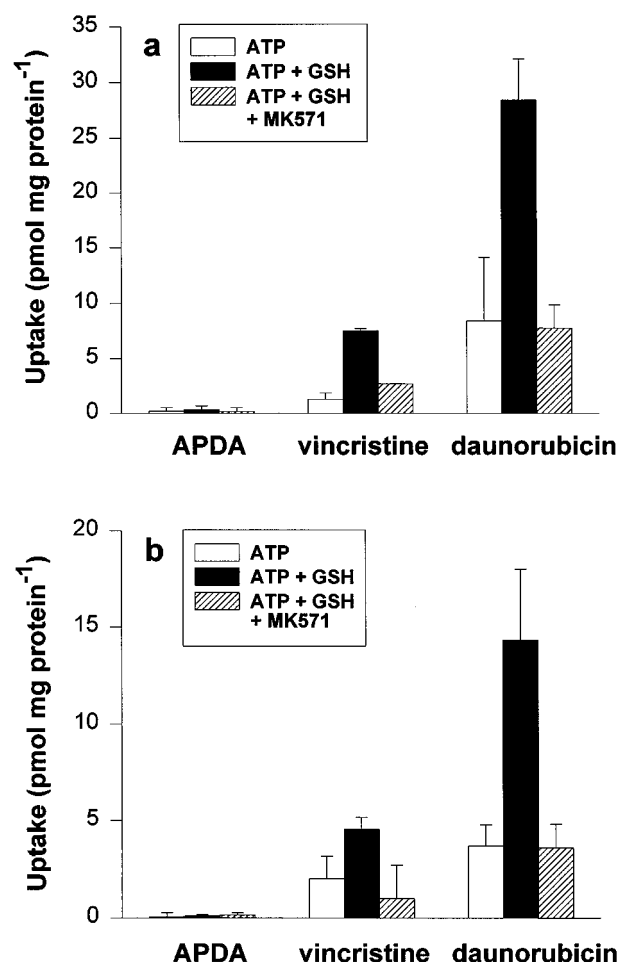 a
ATP
ATP + GSH
ATP + GSH
+ MK571
35
30
25
20
15
10
5
0
Uptake (pmol mg protein⁻¹)
APDA vincristine daunorubicin
b
ATP
ATP + GSH
ATP + GSH
+ MK571
20
15
10
5
0
Uptake (pmol mg protein⁻¹)
APDA vincristine daunorubicin